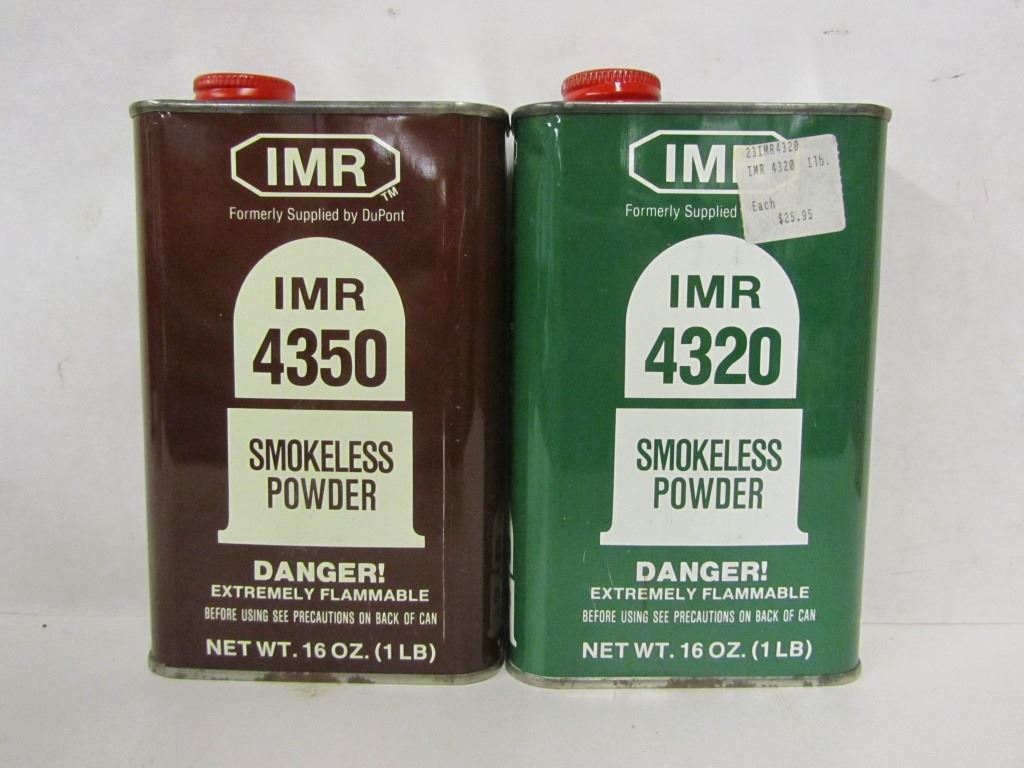 IMR
TM
Formerly Supplied by DuPont
IMR
4350
SMOKELESS
POWDER
DANGER!
EXTREMELY FLAMMABLE
BEFORE USING SEE PRECAUTIONS ON BACK OF CAN
NET WT. 16 OZ. (1 LB)
IM
23IMR4320
IMR 4320 1lb.
Each
$25.95
Formerly Supplied
IMR
4320
SMOKELESS
POWDER
DANGER!
EXTREMELY FLAMMABLE
BEFORE USING SEE PRECAUTIONS ON BACK OF CAN
NET WT. 16 OZ. (1 LB)